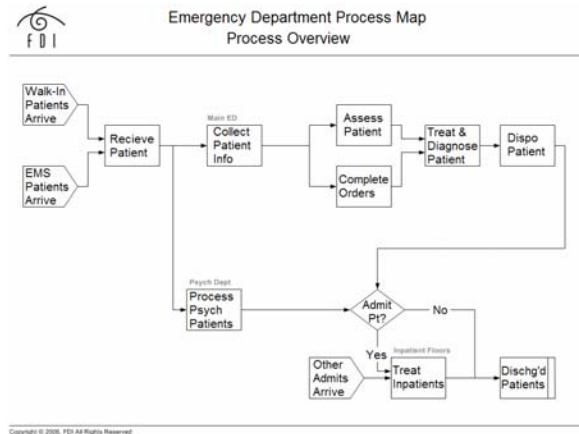 Emergency Department Process Map
Process Overview
FDI
Walk-In
Patients
Arrive
EMS
Patients
Arrive
Recieve
Patient
Main ED
Collect
Patient
Info
Assess
Patient
Complete
Orders
Treat &
Diagnose
Patient
Dispo
Patient
Psych Dept
Process
Psych
Patients
Admit
Pt?
No
Yes
Other
Admits
Arrive
Inpatient Floors
Treat
Inpatients
Dischg'd
Patients
Copyright © 2006, FDI All Rights Reserved